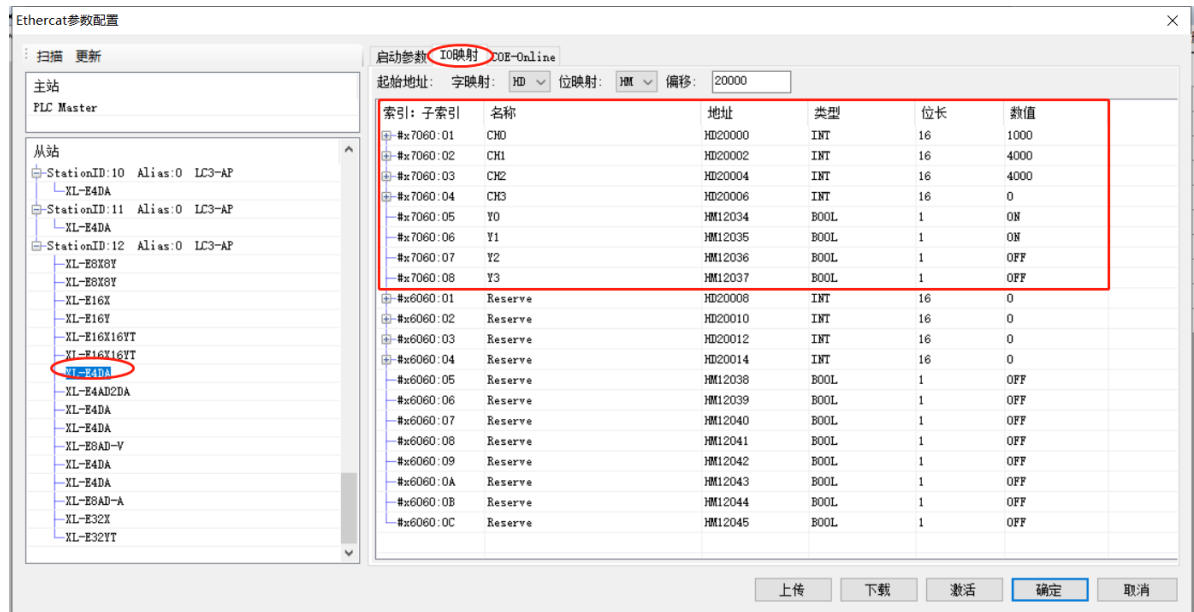 Ethercat参数配置
扫描 更新
主站
PLC Master
从站
StationID:10 Alias:0 LC3-AP
XL-E4DA
StationID:11 Alias:0 LC3-AP
XL-E4DA
StationID:12 Alias:0 LC3-AP
XL-E8X8Y
XL-E8X8Y
XL-E16X
XL-E16Y
XL-E16X16YT
XL-E16X16YT
XL-E4DA
XL-E4AD2DA
XL-E4DA
XL-E4DA
XL-E8AD-V
XL-E4DA
XL-E4DA
XL-E8AD-A
XL-E32X
XL-E32YT
启动参数 IO映射 COE-Online
起始地址: 字映射: HD 位映射: HM 偏移: 20000
索引: 子索引 名称 地址 类型 位长 数值
#x7060:01 CH0 HD20000 INT 16 1000
#x7060:02 CH1 HD20002 INT 16 4000
#x7060:03 CH2 HD20004 INT 16 4000
#x7060:04 CH3 HD20006 INT 16 0
#x7060:05 Y0 HM12034 BOOL 1 ON
#x7060:06 Y1 HM12035 BOOL 1 ON
#x7060:07 Y2 HM12036 BOOL 1 OFF
#x7060:08 Y3 HM12037 BOOL 1 OFF
#x6060:01 Reserve HD20008 INT 16 0
#x6060:02 Reserve HD20010 INT 16 0
#x6060:03 Reserve HD20012 INT 16 0
#x6060:04 Reserve HD20014 INT 16 0
#x6060:05 Reserve HM12038 BOOL 1 OFF
#x6060:06 Reserve HM12039 BOOL 1 OFF
#x6060:07 Reserve HM12040 BOOL 1 OFF
#x6060:08 Reserve HM12041 BOOL 1 OFF
#x6060:09 Reserve HM12042 BOOL 1 OFF
#x6060:0A Reserve HM12043 BOOL 1 OFF
#x6060:0B Reserve HM12044 BOOL 1 OFF
#x6060:0C Reserve HM12045 BOOL 1 OFF
上传 下载 激活 确定 取消